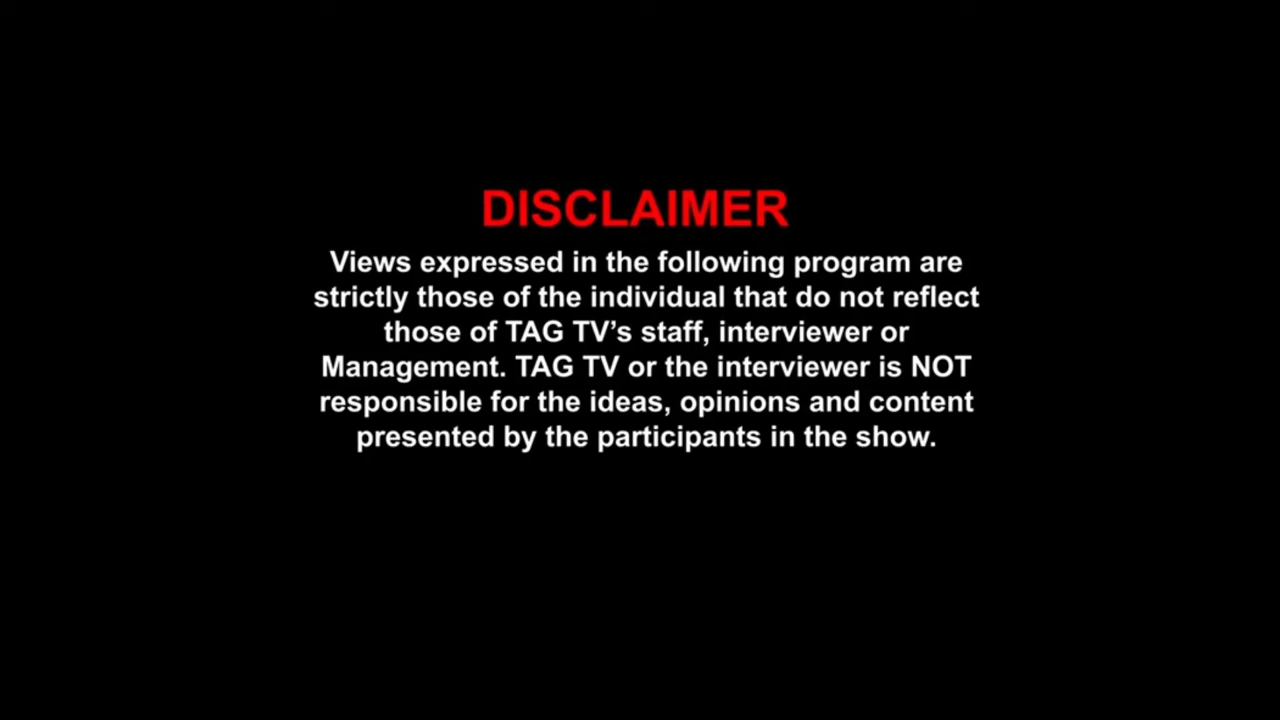 DISCLAIMER
Views expressed in the following program are
strictly those of the individual that do not reflect
those of TAG TV’s staff, interviewer or
Management. TAG TV or the interviewer is NOT
responsible for the ideas, opinions and content
presented by the participants in the show.